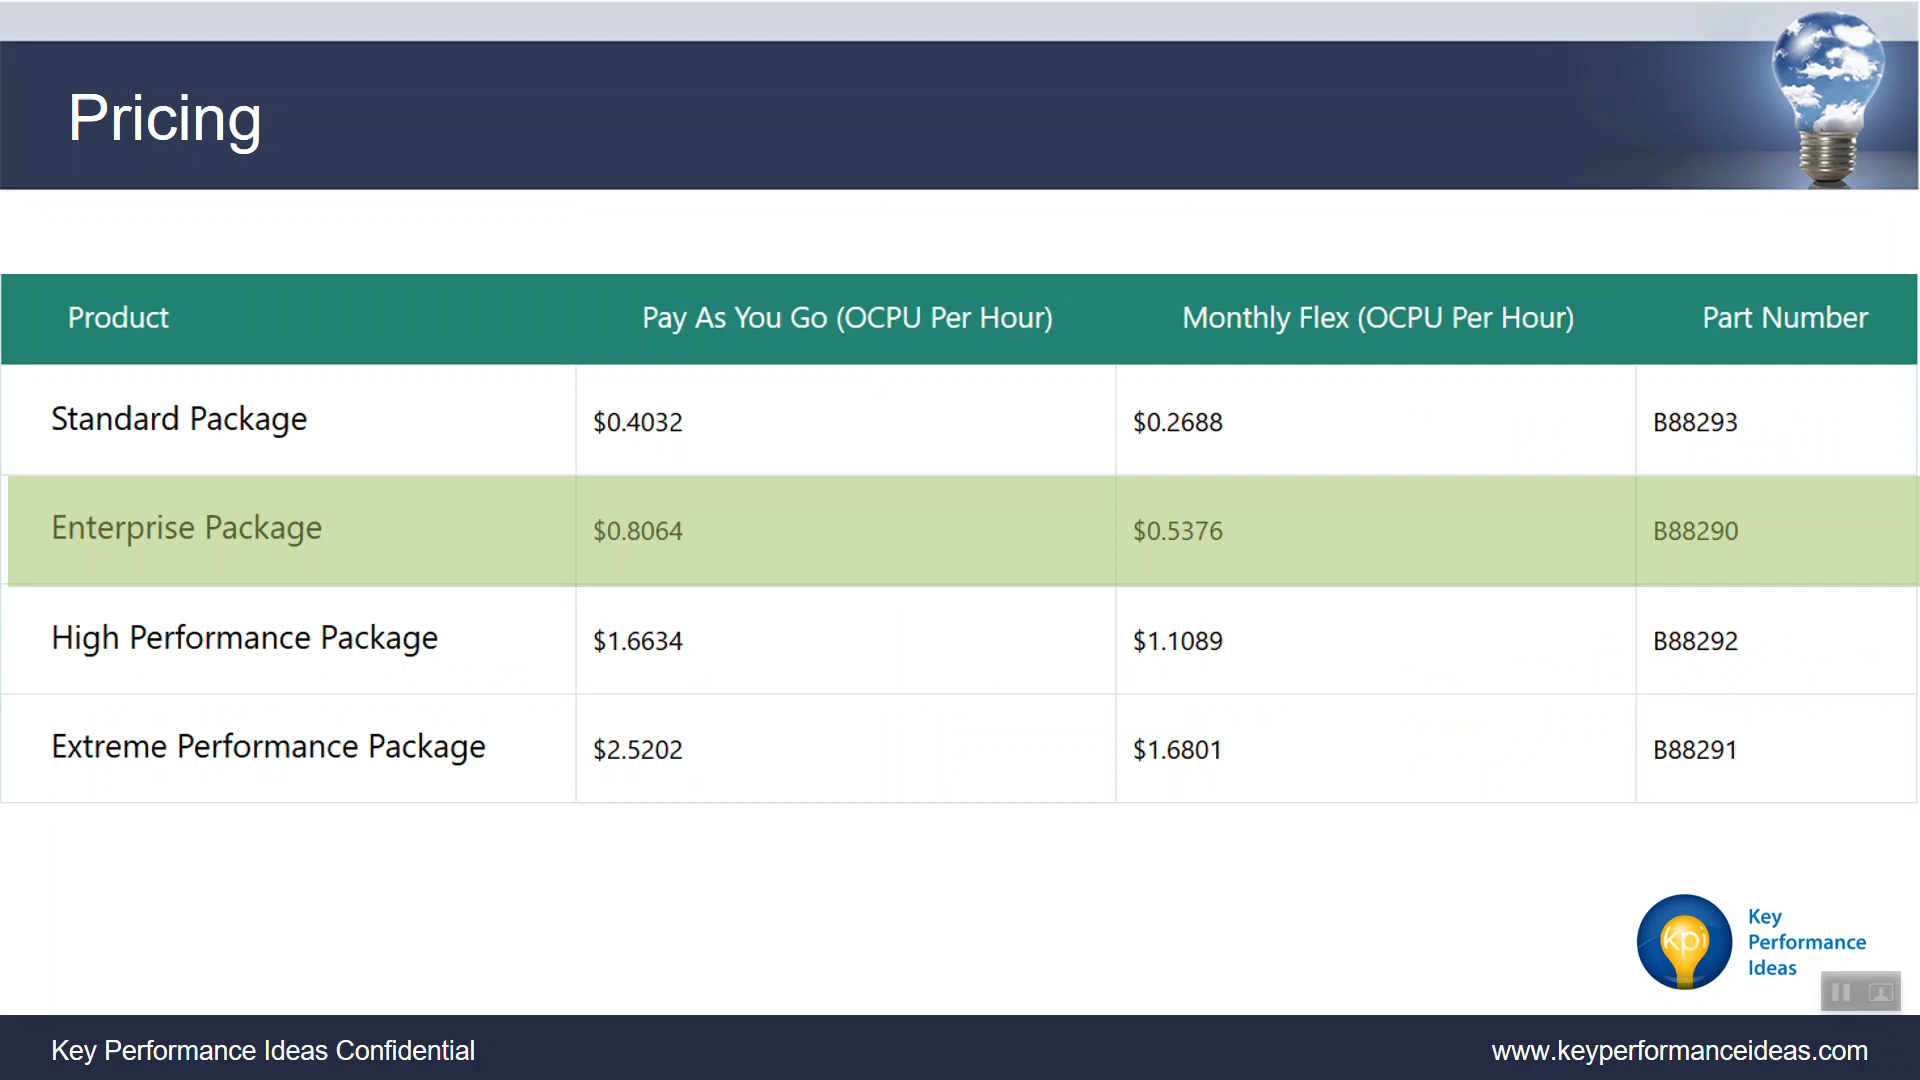 Pricing
Product Pay As You Go (OCPU Per Hour) Monthly Flex (OCPU Per Hour) Part Number
Standard Package $0.4032 $0.2688 B88293
Enterprise Package $0.8064 $0.5376 B88290
High Performance Package $1.6634 $1.1089 B88292
Extreme Performance Package $2.5202 $1.6801 B88291
kpi
Key
Performance
Ideas
Key Performance Ideas Confidential www.keyperformanceideas.com